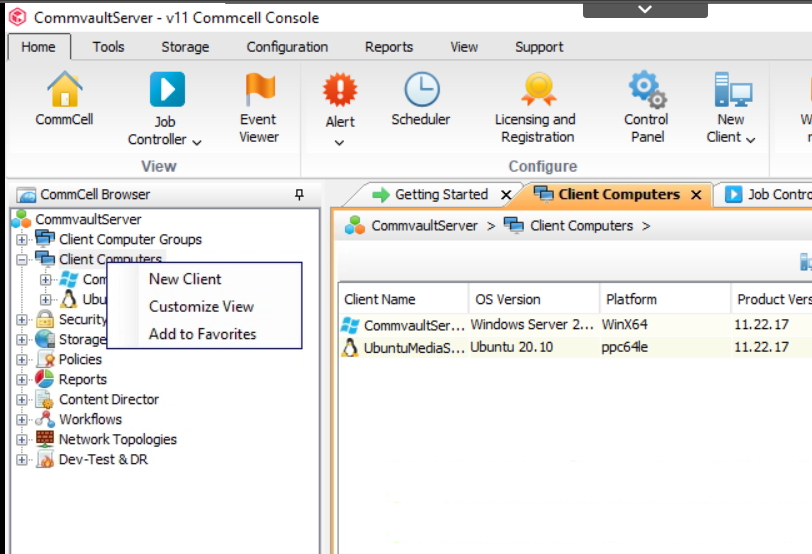 CommvaultServer - v11 Commcell Console
Home Tools Storage Configuration Reports View Support
CommCell Job Controller Event Viewer Alert Scheduler Licensing and Registration Control Panel New Client
View Configure
CommCell Browser
Getting Started Client Computers Job Contro
CommvaultServer > Client Computers >
CommvaultServer
Client Computer Groups
Client Computers
Com
Ubu
Security
Storage
Policies
Reports
Content Director
Workflows
Network Topologies
Dev-Test & DR
New Client
Customize View
Add to Favorites
Client Name OS Version Platform Product Vers
CommvaultSer... Windows Server 2... WinX64 11.22.17
UbuntuMediaS... Ubuntu 20.10 ppc64le 11.22.17